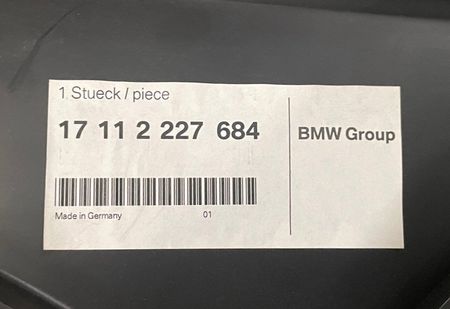 1 Stueck / piece
17 11 2 227 684
BMW Group
Made in Germany 01